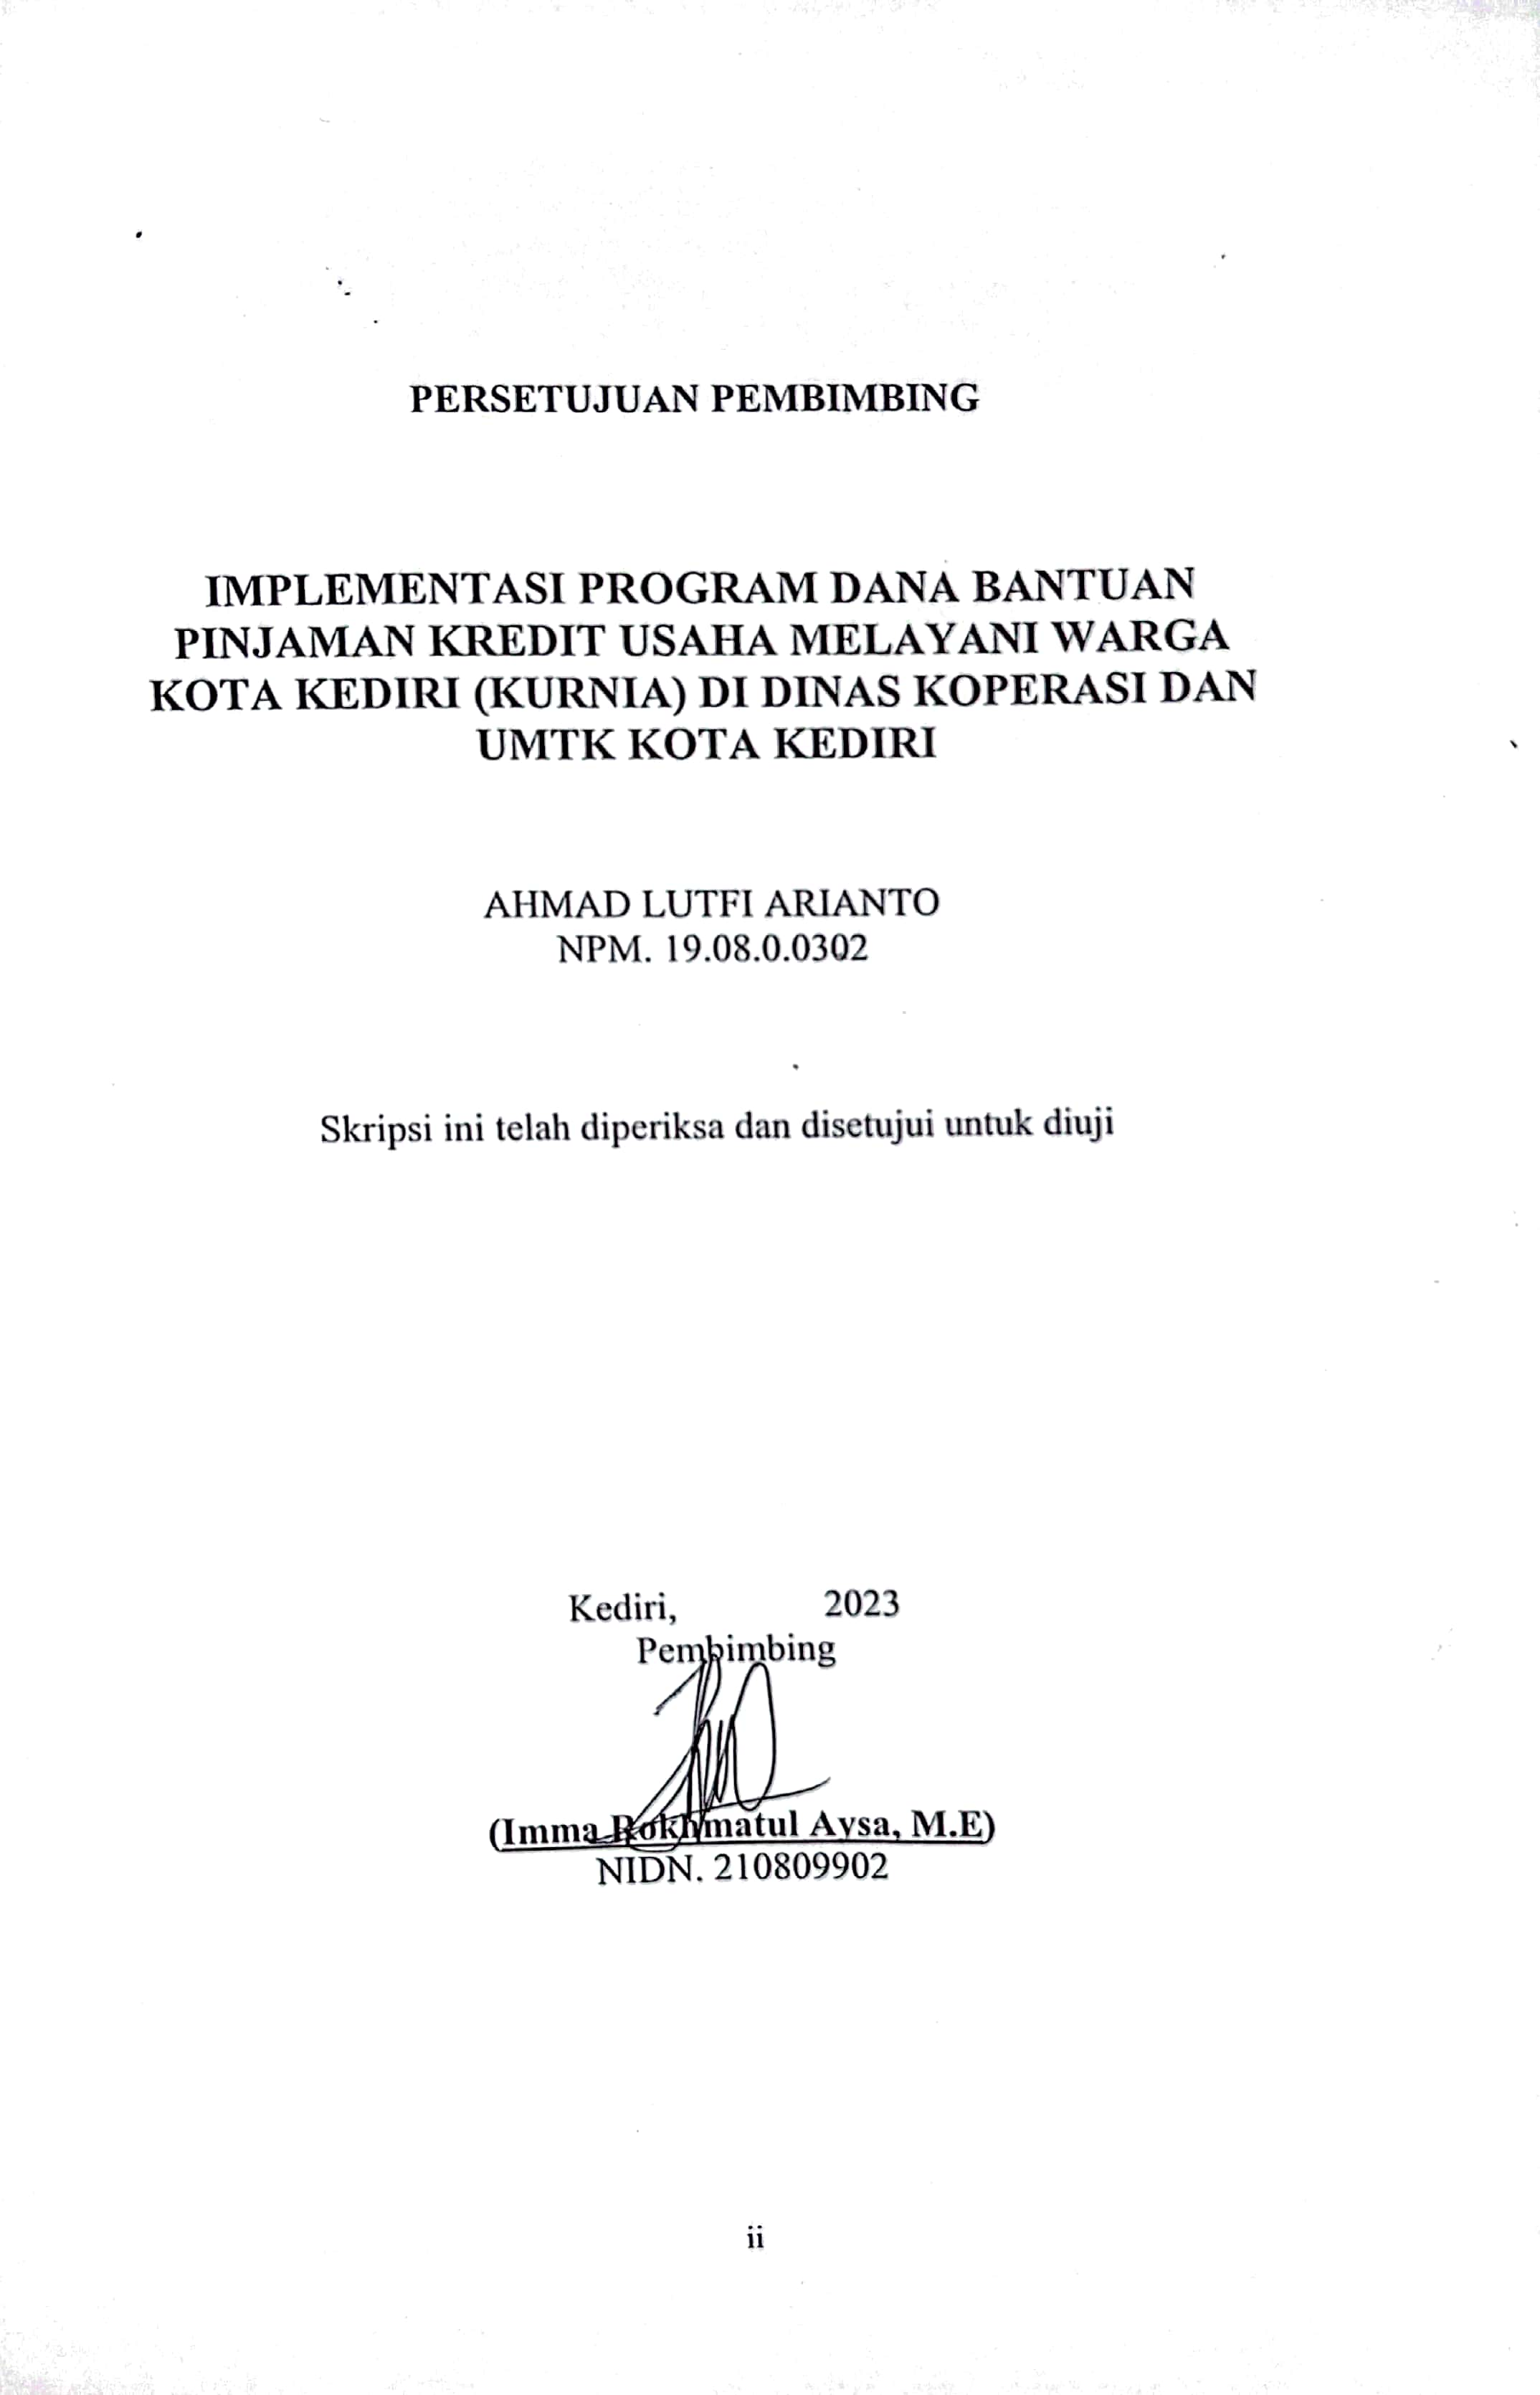 PERSETUJUAN PEMBIMBING
IMPLEMENTASI PROGRAM DANA BANTUAN
PINJAMAN KREDIT USAHA MELAYANI WARGA
KOTA KEDIRI (KURNIA) DI DINAS KOPERASI DAN
UMTK KOTA KEDIRI
AHMAD LUTFI ARIANTO
NPM. 19.08.0.0302
Skripsi ini telah diperiksa dan disetujui untuk diuji
Kediri, 2023
Pembimbing
(Imma Rokhmatul Aysa, M.E)
NIDN. 210809902
ii